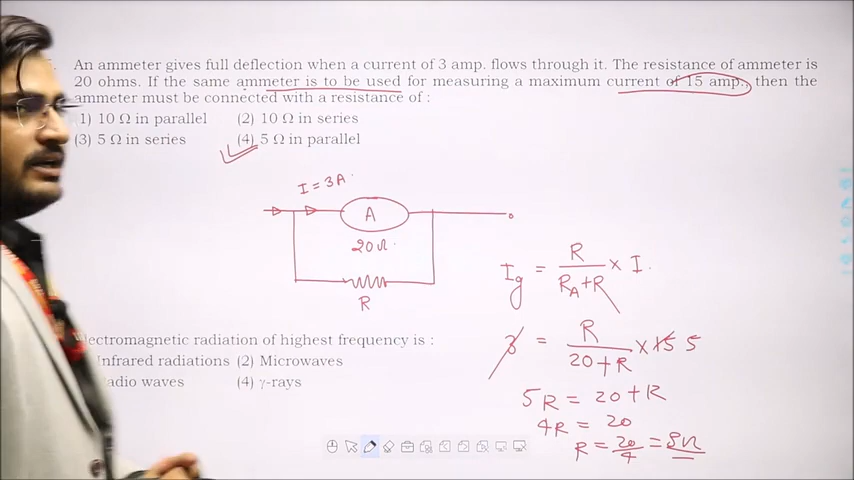 An ammeter gives full deflection when a current of 3 amp. flows through it. The resistance of ammeter is
20 ohms. If the same ammeter is to be used for measuring a maximum current of 15 amp., then the
ammeter must be connected with a resistance of :
1) 10 Ω in parallel (2) 10 Ω in series
(3) 5 Ω in series (4) 5 Ω in parallel
I = 3A.
A
20Ω.
R
Ig = R / RA + R × I.
3 = R / 20 + R × 15 5
5R = 20 + R
4R = 20
R = 20 / 4 = 5Ω
lectromagnetic radiation of highest frequency is :
Infrared radiations (2) Microwaves
adio waves (4) γ-rays